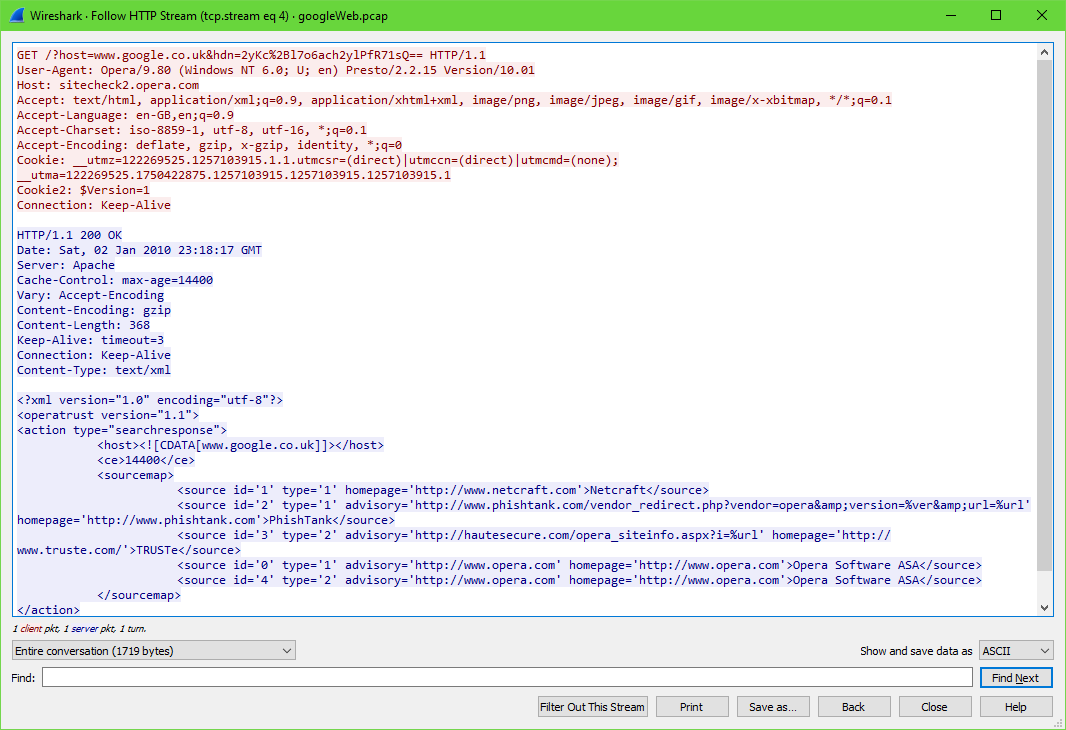 Wireshark · Follow HTTP Stream (tcp.stream eq 4) · googleWeb.pcap
GET /?host=www.google.co.uk&hdn=2yKc%2Bl7o6ach2ylPfR71sQ== HTTP/1.1
User-Agent: Opera/9.80 (Windows NT 6.0; U; en) Presto/2.2.15 Version/10.01
Host: sitecheck2.opera.com
Accept: text/html, application/xml;q=0.9, application/xhtml+xml, image/png, image/jpeg, image/gif, image/x-xbitmap, */*;q=0.1
Accept-Language: en-GB,en;q=0.9
Accept-Charset: iso-8859-1, utf-8, utf-16, *;q=0.1
Accept-Encoding: deflate, gzip, x-gzip, identity, *;q=0
Cookie: __utmz=122269525.1257103915.1.1.utmcsr=(direct)|utmccn=(direct)|utmcmd=(none);
__utma=122269525.1750422875.1257103915.1257103915.1257103915.1
Cookie2: $Version=1
Connection: Keep-Alive
HTTP/1.1 200 OK
Date: Sat, 02 Jan 2010 23:18:17 GMT
Server: Apache
Cache-Control: max-age=14400
Vary: Accept-Encoding
Content-Encoding: gzip
Content-Length: 368
Keep-Alive: timeout=3
Connection: Keep-Alive
Content-Type: text/xml
<?xml version="1.0" encoding="utf-8"?>
<operatrust version="1.1">
<action type="searchresponse">
<host><![CDATA[www.google.co.uk]]></host>
<ce>14400</ce>
<sourcemap>
<source id='1' type='1' homepage='http://www.netcraft.com'>Netcraft</source>
<source id='2' type='1' advisory='http://www.phishtank.com/vendor_redirect.php?vendor=opera&amp;version=%ver&amp;url=%url'
homepage='http://www.phishtank.com'>PhishTank</source>
<source id='3' type='2' advisory='http://hautesecure.com/opera_siteinfo.aspx?i=%url' homepage='http://
www.truste.com/'>TRUSTe</source>
<source id='0' type='1' advisory='http://www.opera.com' homepage='http://www.opera.com'>Opera Software ASA</source>
<source id='4' type='2' advisory='http://www.opera.com' homepage='http://www.opera.com'>Opera Software ASA</source>
</sourcemap>
</action>
1 client pkt, 1 server pkt, 1 turn.
Entire conversation (1719 bytes) Show and save data as ASCII
Find: Find Next
Filter Out This Stream Print Save as... Back Close Help